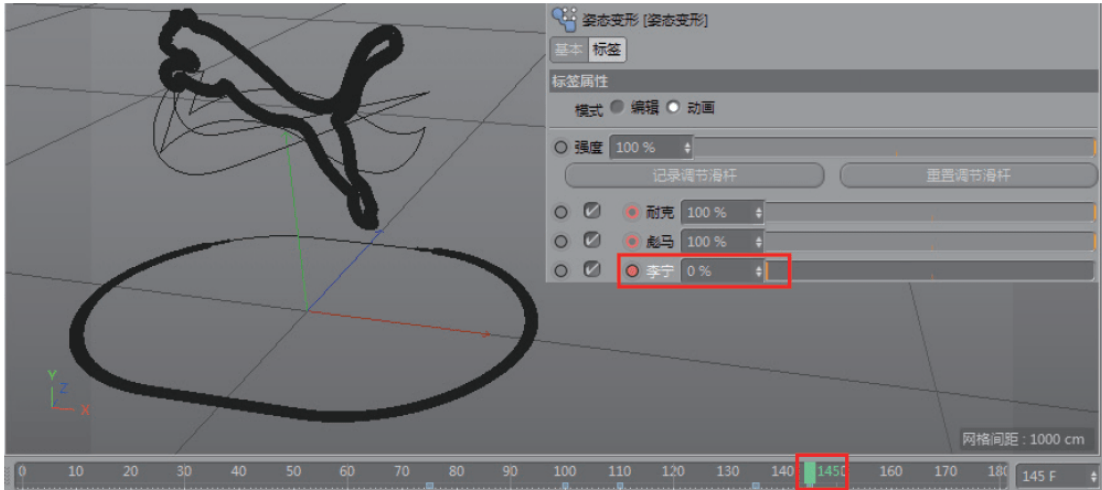 姿态变形 [姿态变形]
基本 标签
标签属性
模式 编辑 动画
强度 100 %
记录调节滑杆 重置调节滑杆
耐克 100 %
彪马 100 %
李宁 0 %
Y
Z
X
网格间距 : 1000 cm
0 10 20 30 40 50 60 70 80 90 100 110 120 130 140 145 160 170 180 145 F